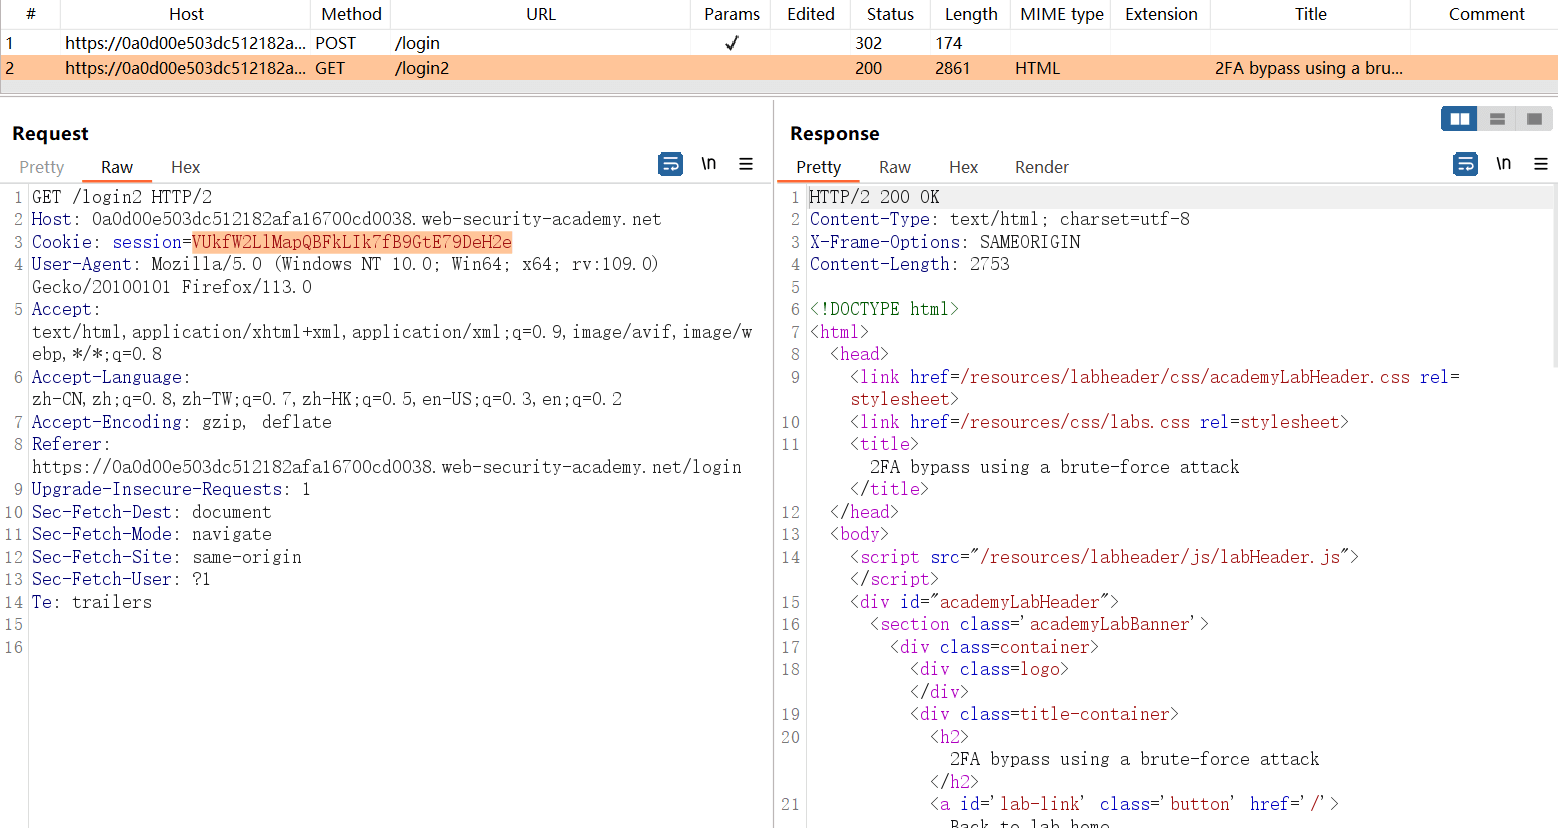 # Host Method URL Params Edited Status Length MIME type Extension Title Comment
1 https://0a0d00e503dc512182a... POST /login ✓ 302 174
2 https://0a0d00e503dc512182a... GET /login2 200 2861 HTML 2FA bypass using a bru...
Request
Pretty Raw Hex
\n
1 GET /login2 HTTP/2
2 Host: 0a0d00e503dc512182afa16700cd0038.web-security-academy.net
3 Cookie: session=VUkfW2LlMapQBFkLIk7fB9GtE79DeH2e
4 User-Agent: Mozilla/5.0 (Windows NT 10.0; Win64; x64; rv:109.0)
Gecko/20100101 Firefox/113.0
5 Accept:
text/html,application/xhtml+xml,application/xml;q=0.9,image/avif,image/w
ebp,*/*;q=0.8
6 Accept-Language:
zh-CN,zh;q=0.8,zh-TW;q=0.7,zh-HK;q=0.5,en-US;q=0.3,en;q=0.2
7 Accept-Encoding: gzip, deflate
8 Referer:
https://0a0d00e503dc512182afa16700cd0038.web-security-academy.net/login
9 Upgrade-Insecure-Requests: 1
10 Sec-Fetch-Dest: document
11 Sec-Fetch-Mode: navigate
12 Sec-Fetch-Site: same-origin
13 Sec-Fetch-User: ?1
14 Te: trailers
15
16
Response
Pretty Raw Hex Render
\n
1 HTTP/2 200 OK
2 Content-Type: text/html; charset=utf-8
3 X-Frame-Options: SAMEORIGIN
4 Content-Length: 2753
5
6 <!DOCTYPE html>
7 <html>
8 <head>
9 <link href=/resources/labheader/css/academyLabHeader.css rel=
stylesheet>
10 <link href=/resources/css/labs.css rel=stylesheet>
11 <title>
2FA bypass using a brute-force attack
</title>
12 </head>
13 <body>
14 <script src="/resources/labheader/js/labHeader.js">
</script>
15 <div id="academyLabHeader">
16 <section class='academyLabBanner'>
17 <div class=container>
18 <div class=logo>
</div>
19 <div class=title-container>
20 <h2>
2FA bypass using a brute-force attack
</h2>
21 <a id='lab-link' class='button' href='/'>
Back to lab home